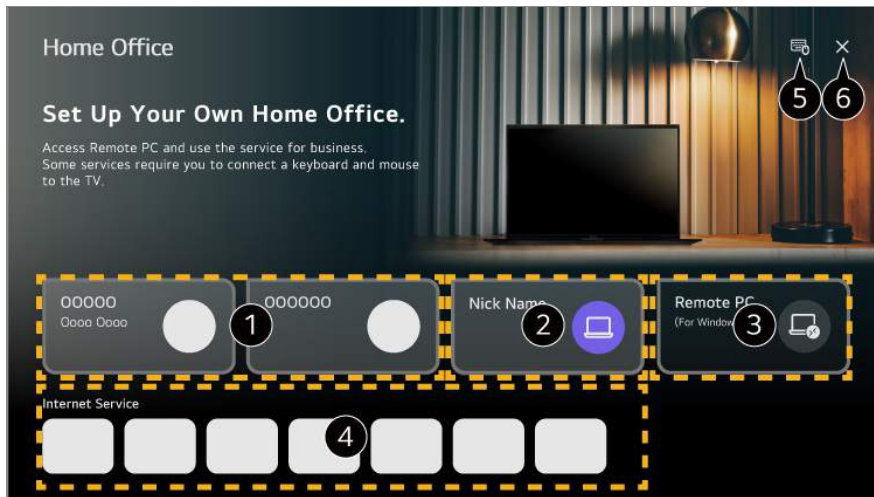 Home Office
5
6
Set Up Your Own Home Office.
Access Remote PC and use the service for business.
Some services require you to connect a keyboard and mouse
to the TV.
OOOOO
Oooo Oooo
1
OOOOOO
Nick Name
2
Remote PC
(For Window
3
Internet Service
4